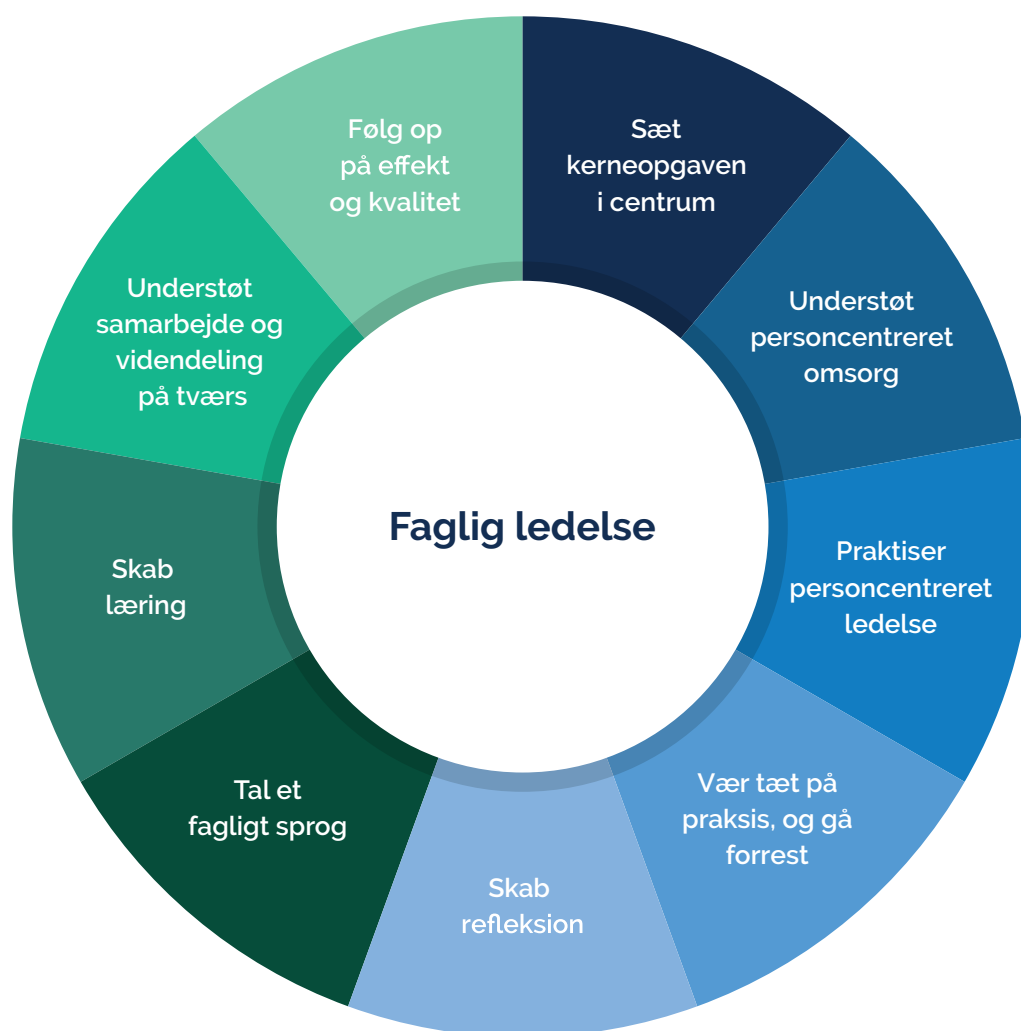 Sæt
kerneopgaven
i centrum
Understøt
personcentreret
omsorg
Praktiser
personcentreret
ledelse
Vær tæt på
praksis, og gå
forrest
Skab
refleksion
Tal et
fagligt sprog
Skab
læring
Understøt
samarbejde og
videndeling
på tværs
Følg op
på effekt
og kvalitet
Faglig ledelse